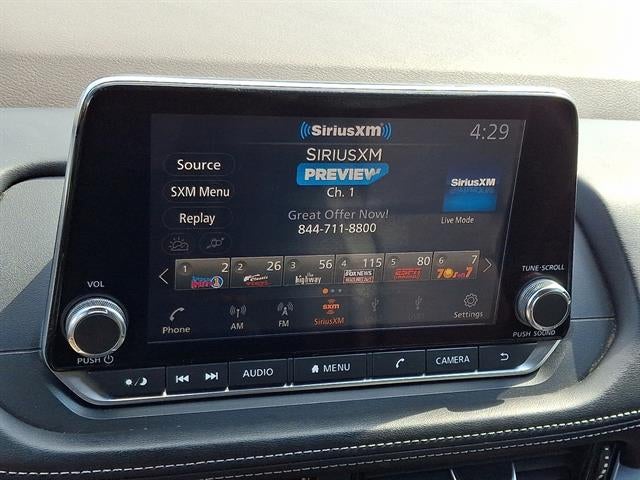 SiriusXM
4:29
SIRIUSXM
PREVIEW
Ch. 1
Source
SXM Menu
Replay
Great Offer Now!
844-711-8800
SiriusXM
Live Mode
1 2
2 26
3 56
4 115
5 80
6 7
the highway
FOX NEWS
ESPN
70s on 7
TUNE·SCROLL
VOL
Phone
AM
FM
sxm
SiriusXM
Settings
PUSH
PUSH SOUND
AUDIO
MENU
CAMERA